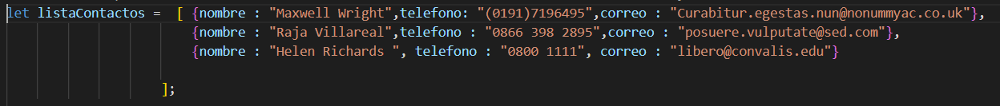 let listaContactos =  [ {nombre : "Maxwell Wright",telefono: "(0191)7196495",correo : "Curabitur.egestas.nun@nonummyac.co.uk"},
{nombre : "Raja Villareal",telefono : "0866 398 2895",correo : "posuere.vulputate@sed.com"},
{nombre : "Helen Richards ", telefono : "0800 1111", correo : "libero@convalis.edu"}
];